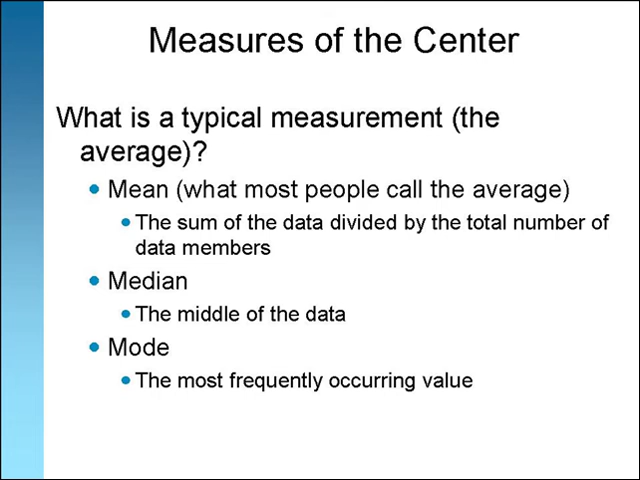 Measures of the Center
What is a typical measurement (the
average)?
Mean (what most people call the average)
The sum of the data divided by the total number of
data members
Median
The middle of the data
Mode
The most frequently occurring value